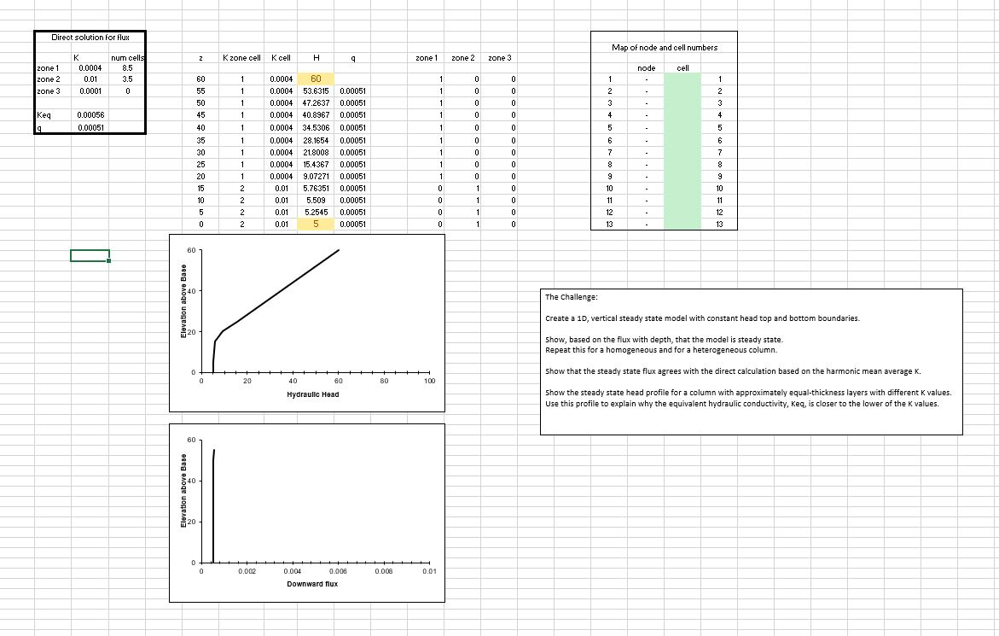 Direct solution for flux
K num cells
zone 1 0.0004 8.5
zone 2 0.01 3.5
zone 3 0.0001 0
Keq 0.00056
q 0.00051
z K zone cell K cell H q zone 1 zone 2 zone 3
60 1 0.0004 60 1 0 0
55 1 0.0004 53.6315 0.00051 1 0 0
50 1 0.0004 47.2637 0.00051 1 0 0
45 1 0.0004 40.8967 0.00051 1 0 0
40 1 0.0004 34.5306 0.00051 1 0 0
35 1 0.0004 28.1654 0.00051 1 0 0
30 1 0.0004 21.8008 0.00051 1 0 0
25 1 0.0004 15.4367 0.00051 1 0 0
20 1 0.0004 9.07271 0.00051 1 0 0
15 2 0.01 5.76351 0.00051 0 1 0
10 2 0.01 5.509 0.00051 0 1 0
5 2 0.01 5.2545 0.00051 0 1 0
0 2 0.01 5 0.00051 0 1 0
Map of node and cell numbers
node cell
1 - 1
2 - 2
3 - 3
4 - 4
5 - 5
6 - 6
7 - 7
8 - 8
9 - 9
10 - 10
11 - 11
12 - 12
13 - 13
Elevation above Base
60
40
20
0
0 20 40 60 80 100
Hydraulic Head
The Challenge:
Create a 1D, vertical steady state model with constant head top and bottom boundaries.
Show, based on the flux with depth, that the model is steady state.
Repeat this for a homogeneous and for a heterogeneous column.
Show that the steady state flux agrees with the direct calculation based on the harmonic mean average K.
Show the steady state head profile for a column with approximately equal-thickness layers with different K values.
Use this profile to explain why the equivalent hydraulic conductivity, Keq, is closer to the lower of the K values.
Elevation above Base
60
40
20
0
0 0.002 0.004 0.006 0.008 0.01
Downward flux